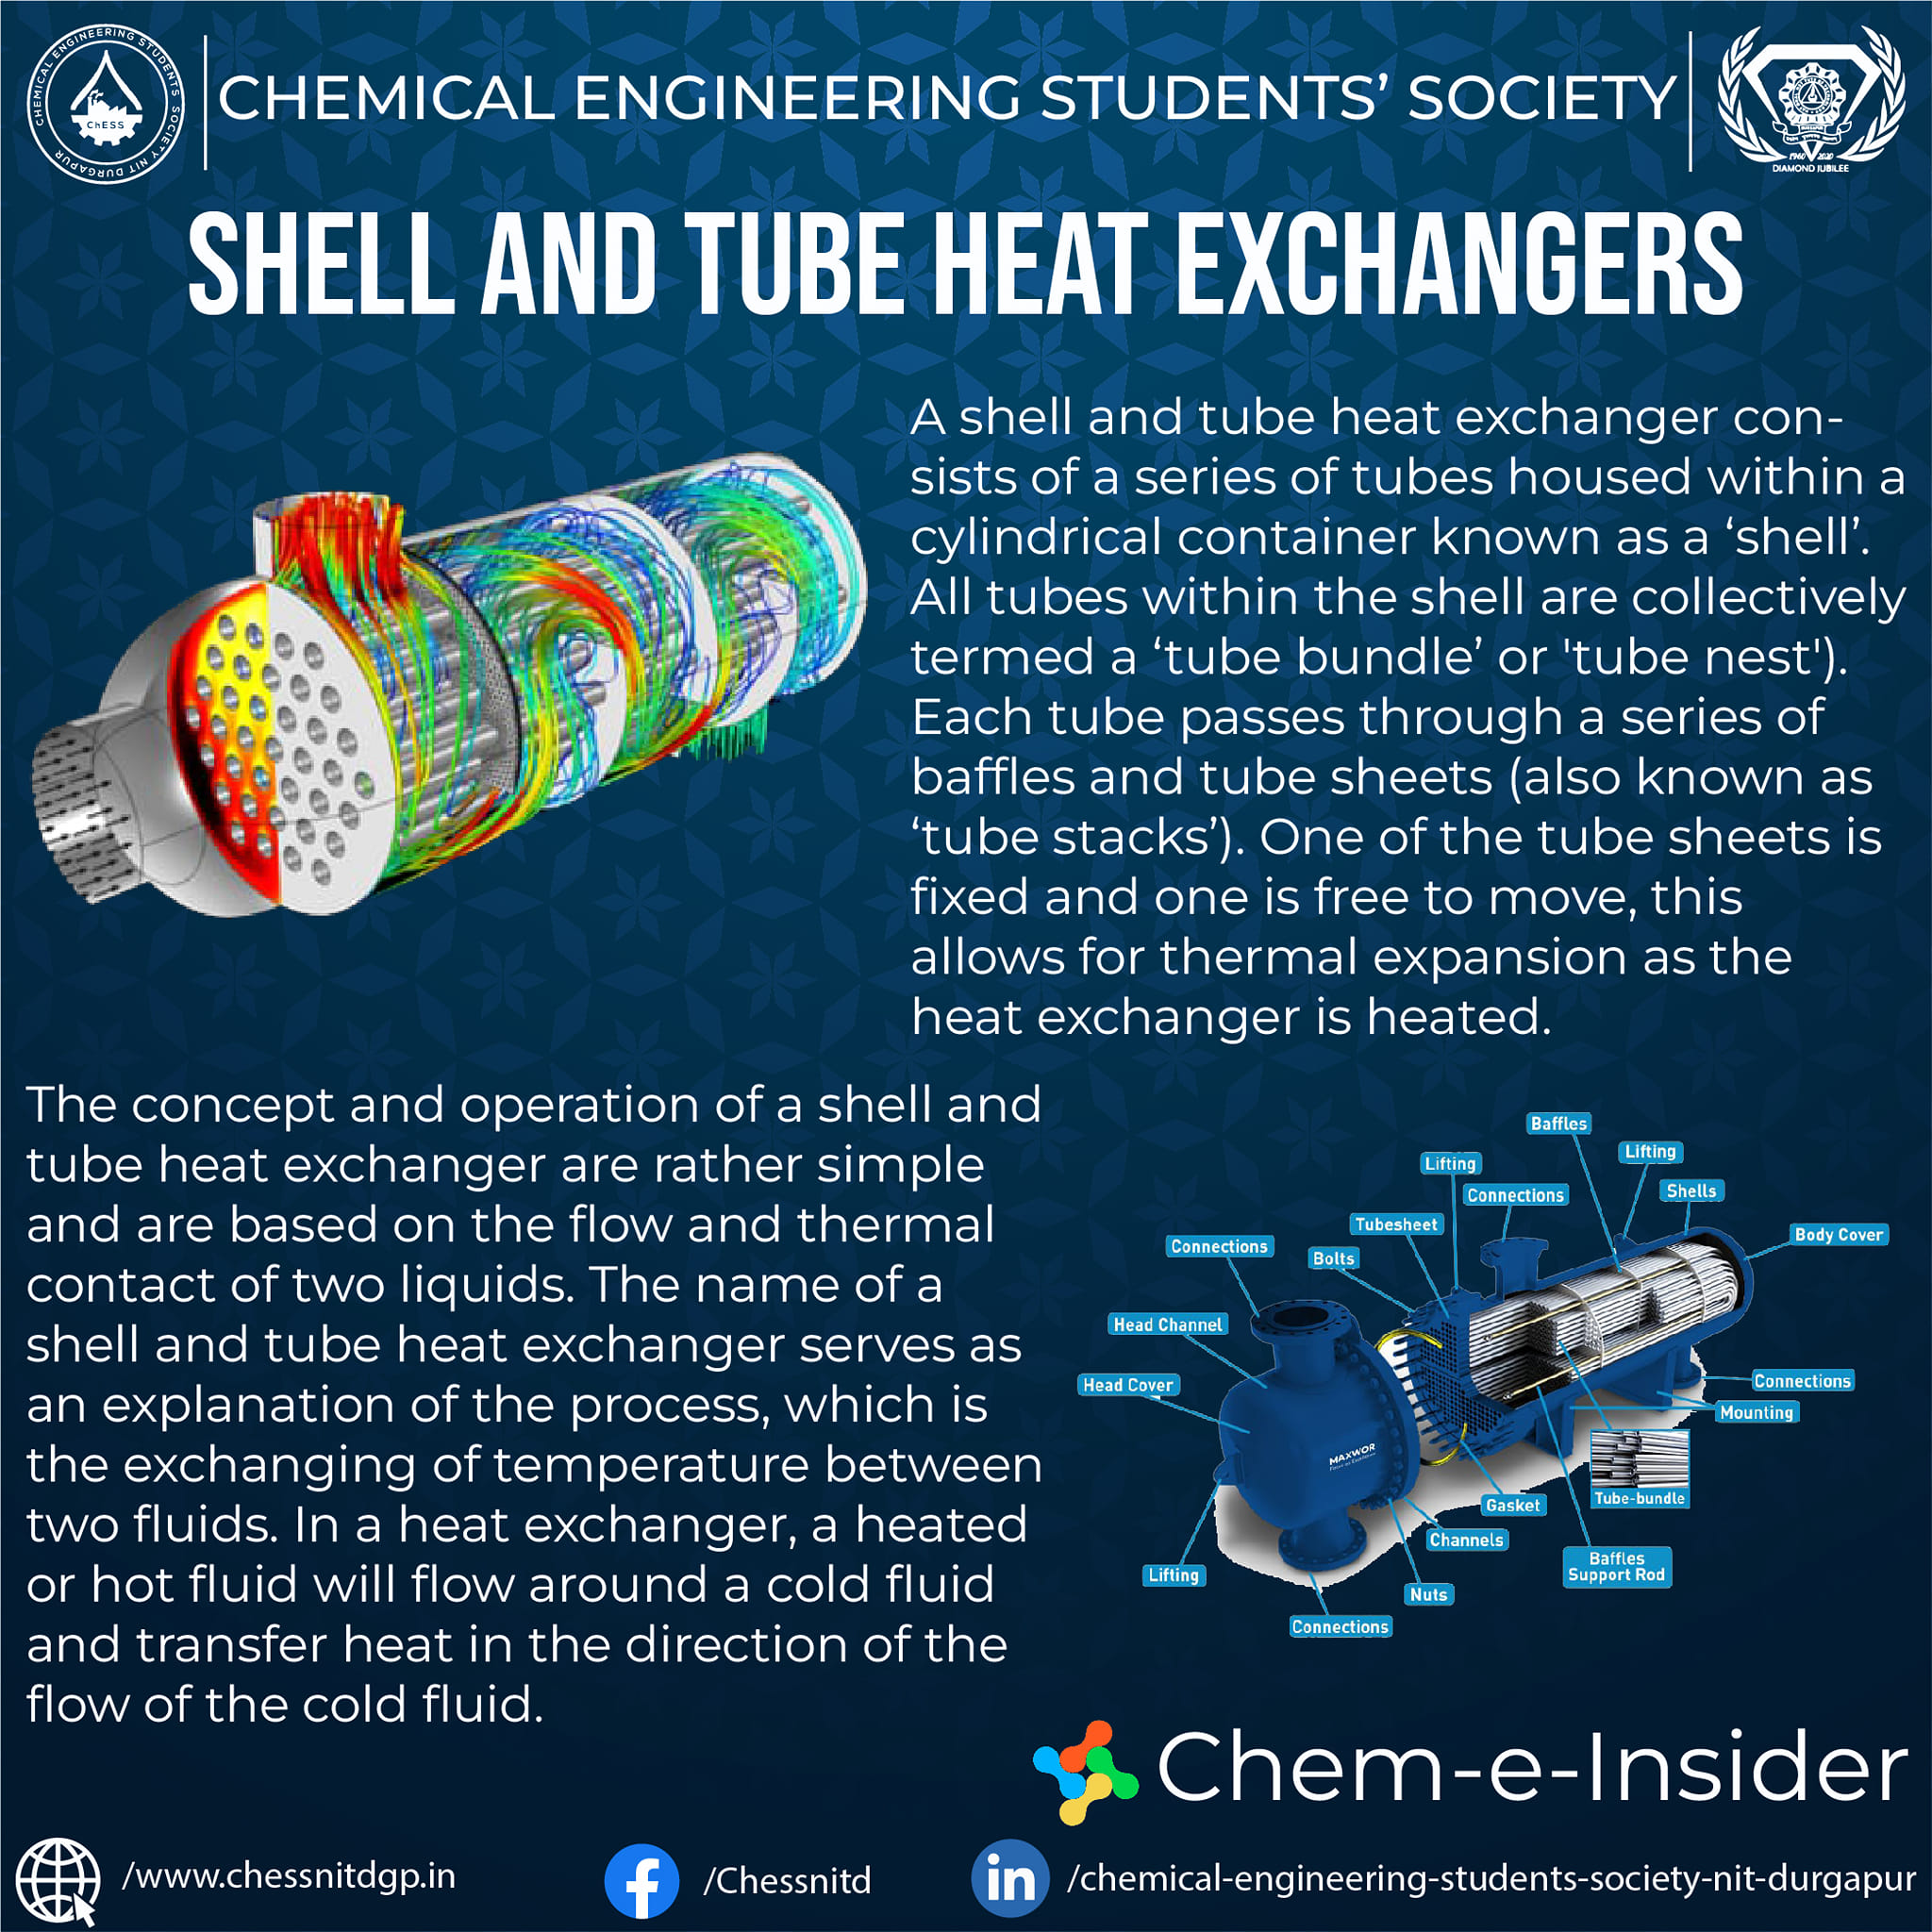 CHEMICAL ENGINEERING STUDENTS SOCIETY NIT DURGAPUR
ChESS
CHEMICAL ENGINEERING STUDENTS’ SOCIETY
1960 2020
DIAMOND JUBILEE
SHELL AND TUBE HEAT EXCHANGERS
A shell and tube heat exchanger con-
sists of a series of tubes housed within a
cylindrical container known as a ‘shell’.
All tubes within the shell are collectively
termed a ‘tube bundle’ or 'tube nest').
Each tube passes through a series of
baffles and tube sheets (also known as
‘tube stacks’). One of the tube sheets is
fixed and one is free to move, this
allows for thermal expansion as the
heat exchanger is heated.
The concept and operation of a shell and
tube heat exchanger are rather simple
and are based on the flow and thermal
contact of two liquids. The name of a
shell and tube heat exchanger serves as
an explanation of the process, which is
the exchanging of temperature between
two fluids. In a heat exchanger, a heated
or hot fluid will flow around a cold fluid
and transfer heat in the direction of the
flow of the cold fluid.
Baffles
Lifting
Lifting
Shells
Connections
Tubesheet
Body Cover
Connections
Bolts
Head Channel
Head Cover
Connections
Mounting
MAXWOR
Tube-bundle
Gasket
Channels
Baffles
Support Rod
Lifting
Nuts
Connections
Chem-e-Insider
/www.chessnitdgp.in
/Chessnitd
in
/chemical-engineering-students-society-nit-durgapur